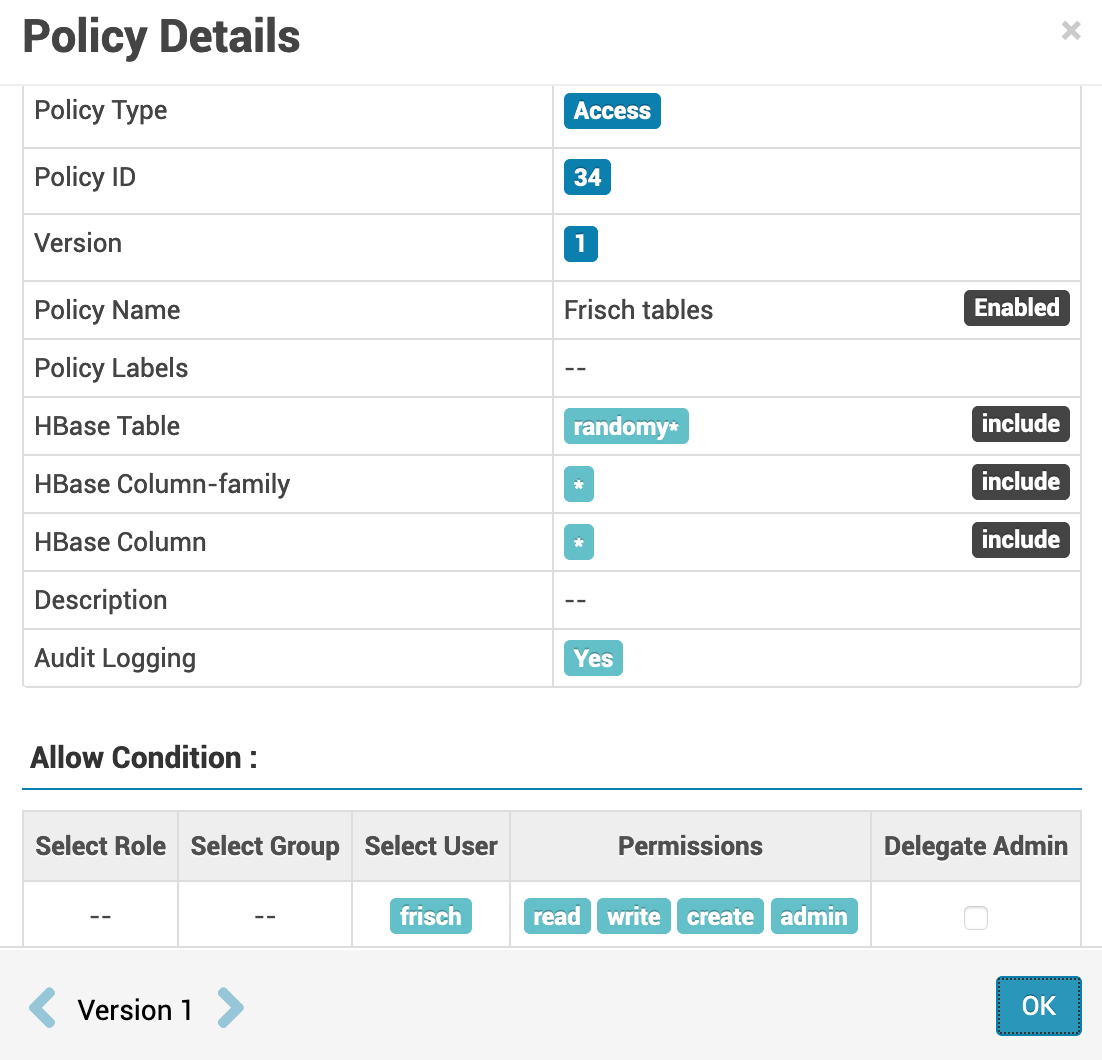 Policy Details
×
Policy Type Access
Policy ID 34
Version 1
Policy Name Frisch tables Enabled
Policy Labels --
HBase Table randomy* include
HBase Column-family * include
HBase Column * include
Description --
Audit Logging Yes
Allow Condition :
Select Role Select Group Select User Permissions Delegate Admin
-- -- frisch read write create admin
Version 1 OK